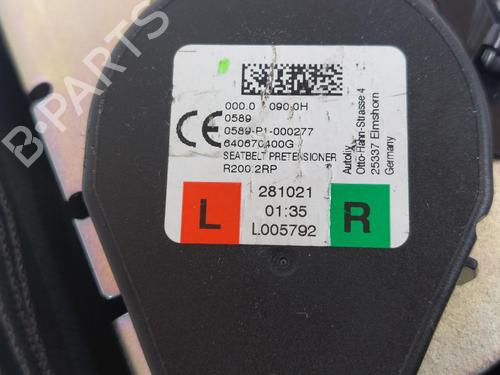 000.0 090.0H
0589
CE 0589-P1-000277
640670400G
SEATBELT PRETENSIONER
R200.2RP
Autoliv
Otto-Hahn-Strasse 4
25337 Elmshorn
Germany
L
281021
01:35
L005792
R